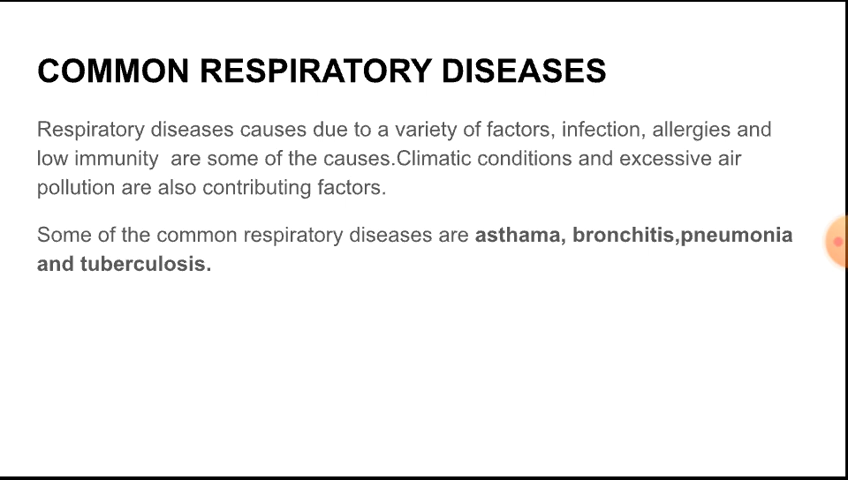 COMMON RESPIRATORY DISEASES
Respiratory diseases causes due to a variety of factors, infection, allergies and
low immunity  are some of the causes.Climatic conditions and excessive air
pollution are also contributing factors.
Some of the common respiratory diseases are asthama, bronchitis,pneumonia
and tuberculosis.